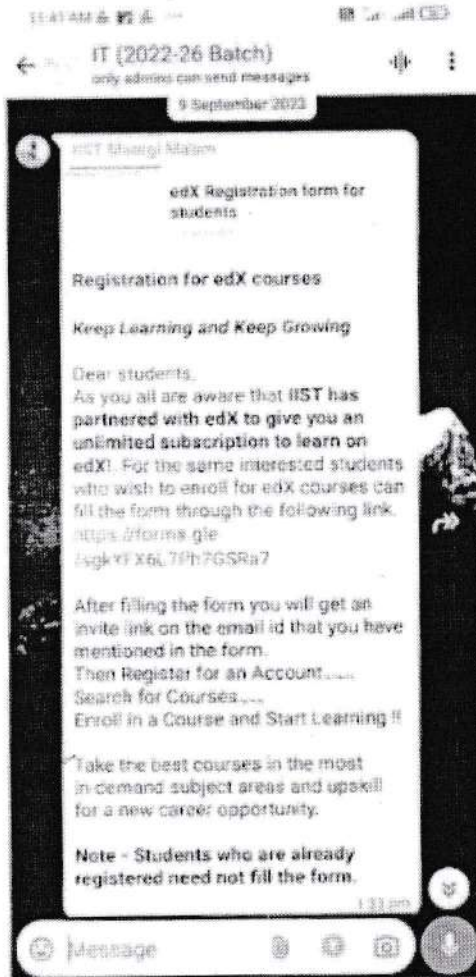 11:41 AM
IT (2022-26 Batch)
only admins can send messages
9 September 2023
IIST
edX Registration form for
students
Registration for edX courses
Keep Learning and Keep Growing
Dear students,
As you all are aware that IIST has
partnered with edX to give you an
unlimited subscription to learn on
edX!. For the same interested students
who wish to enroll for edX courses can
fill the form through the following link.
https://forms.gle
After filling the form you will get an
invite link on the email id that you have
mentioned in the form.
Then Register for an Account.....
Search for Courses.....
Enroll in a Course and Start Learning !!
Take the best courses in the most
in-demand subject areas and upskill
for a new career opportunity.
Note - Students who are already
registered need not fill the form.
1:33 pm
Message